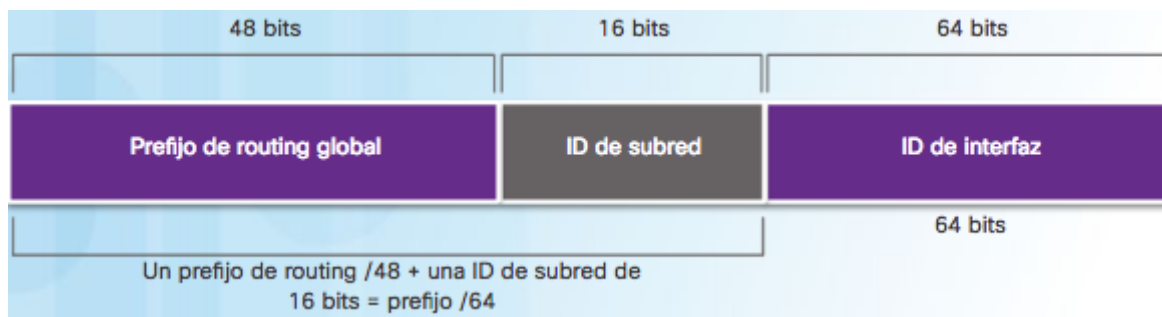 48 bits 16 bits 64 bits
Prefijo de routing global ID de subred ID de interfaz
64 bits
Un prefijo de routing /48 + una ID de subred de
16 bits = prefijo /64